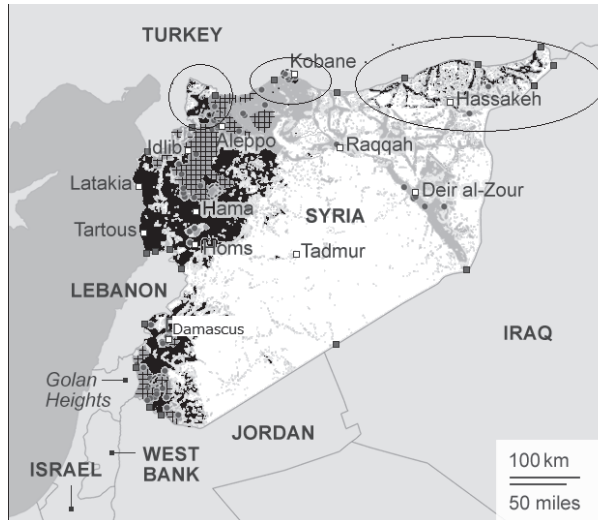 TURKEY
Kobane
Hassakeh
Idlib
Aleppo
Raqqah
Latakia
Deir al-Zour
Hama
SYRIA
Tartous
Homs
Tadmur
LEBANON
Damascus
IRAQ
Golan
Heights
JORDAN
WEST
BANK
ISRAEL
100 km
50 miles